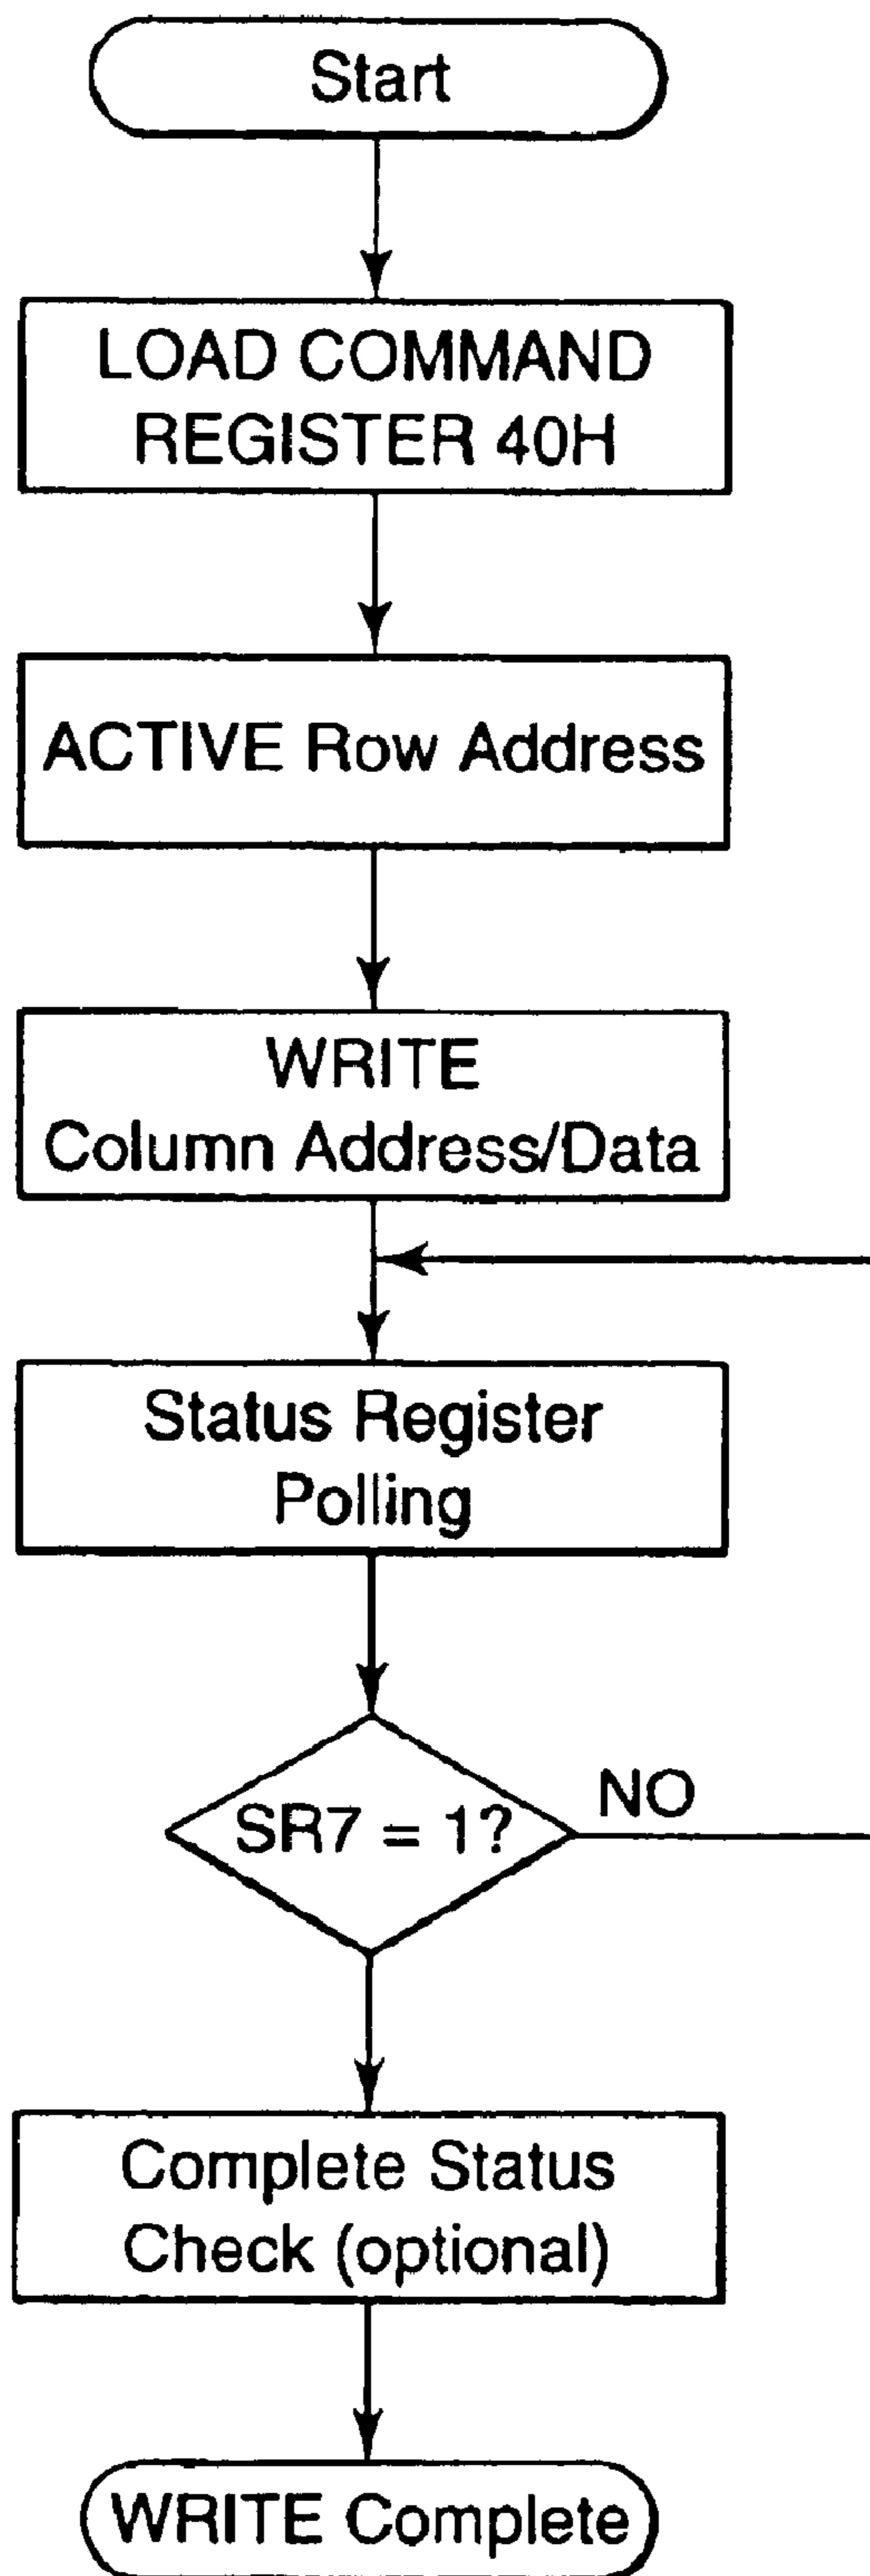 Start
LOAD COMMAND
REGISTER 40H
ACTIVE Row Address
WRITE
Column Address/Data
Status Register
Polling
SR7 = 1?
NO
Complete Status
Check (optional)
WRITE Complete